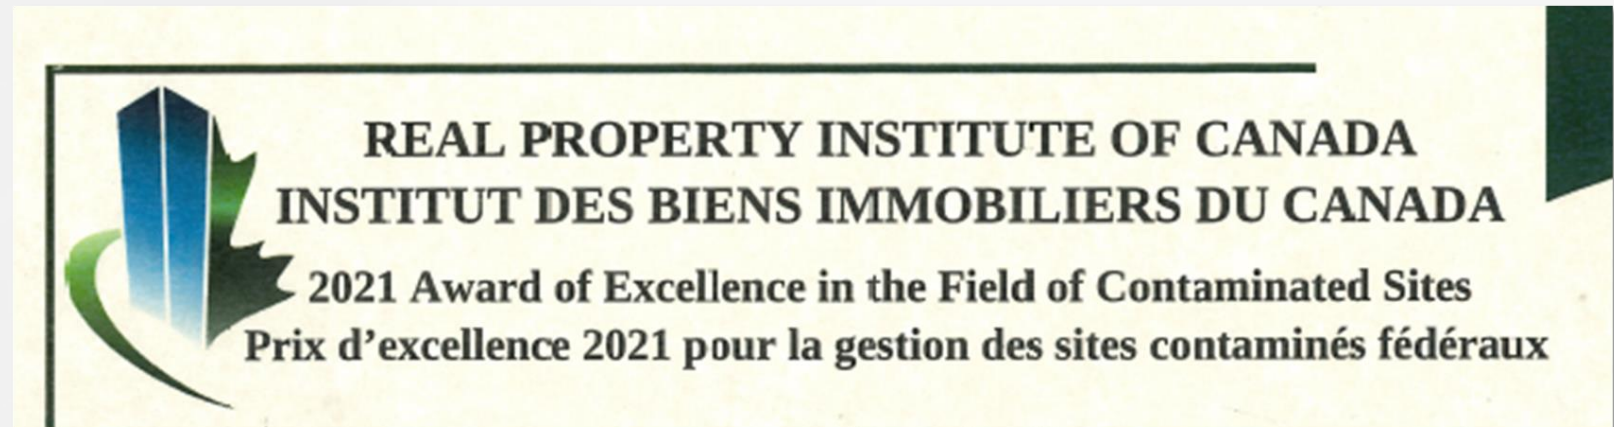 REAL PROPERTY INSTITUTE OF CANADA
INSTITUT DES BIENS IMMOBILIERS DU CANADA
2021 Award of Excellence in the Field of Contaminated Sites
Prix d’excellence 2021 pour la gestion des sites contaminés fédéraux